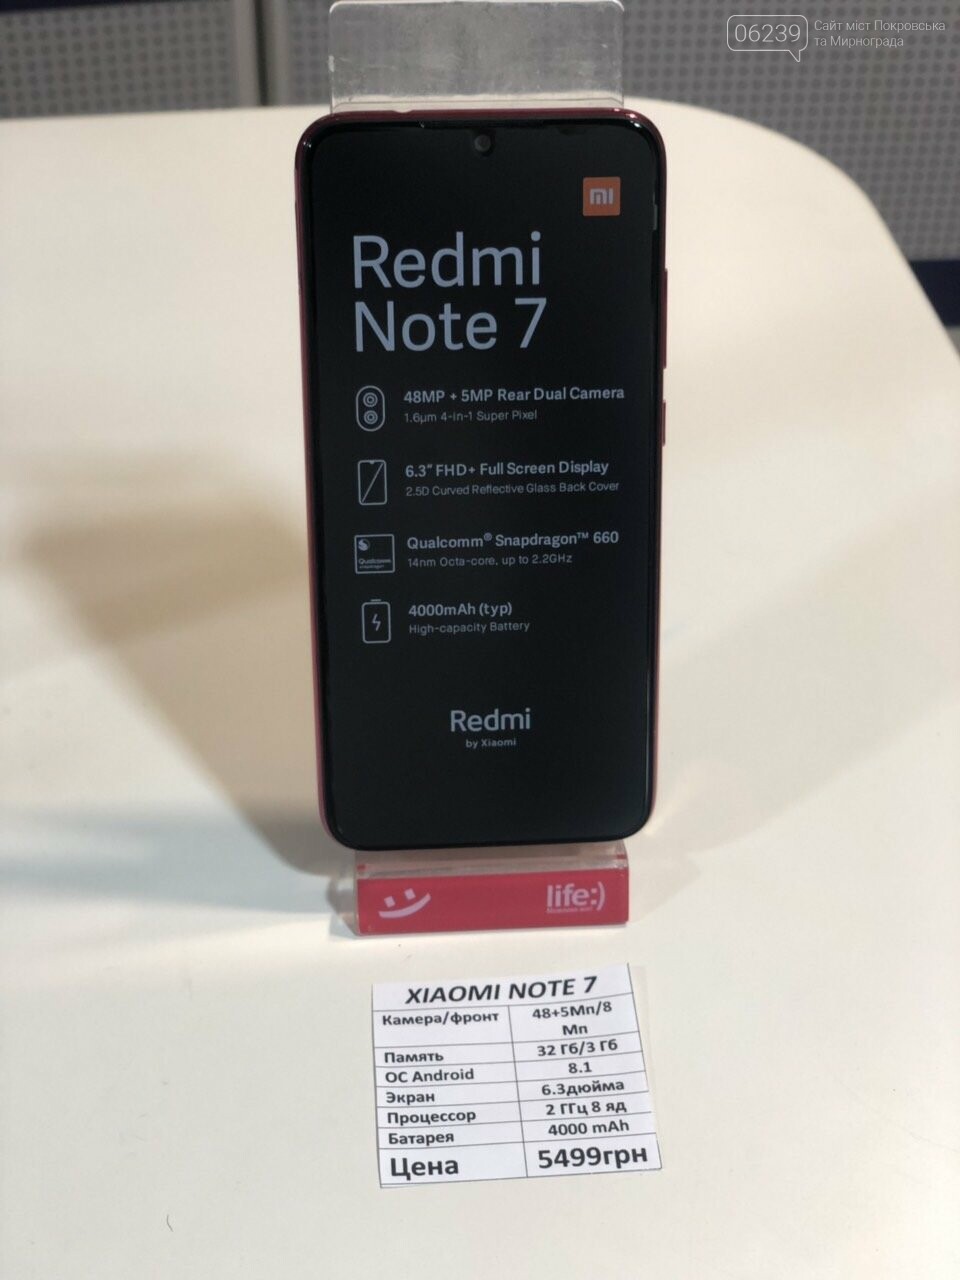 06239
Сайт міст Покровська
та Мирнограда
mi
Redmi
Note 7
48MP + 5MP Rear Dual Camera
1.6μm 4-in-1 Super Pixel
6.3" FHD+ Full Screen Display
2.5D Curved Reflective Glass Back Cover
Qualcomm® Snapdragon™ 660
14nm Octa-core, up to 2.2GHz
Qualcomm
snapdragon
4000mAh (typ)
High-capacity Battery
Redmi
by Xiaomi
life:)
XIAOMI NOTE 7
Камера/фронт 48+5Мп/8
Мп
Память 32 Гб/3 Гб
ОС Android 8.1
Экран 6.3дюйма
Процессор 2 ГГц 8 яд
Батарея 4000 mAh
Цена 5499грн